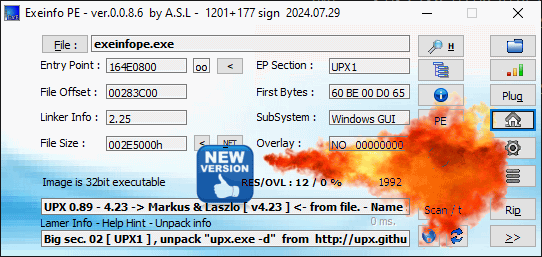 Exeinfo PE - ver.0.0.8.6 by A.S.L - 1201+177 sign 2024.07.29
File : exeinfope.exe H
Entry Point : 164E0800 oo < EP Section : UPX1
File Offset : 00283C00 First Bytes : 60 BE 00 D0 65 Plug
Linker Info : 2.25 SubSystem : Windows GUI PE
File Size : 002E5000h < NET Overlay : NO 00000000
NEW
VERSION
Image is 32bit executable RES/OVL : 12 / 0 % 1992
UPX 0.89 - 4.23 -> Markus & Laszlo [ v4.23 ] <- from file. - Name Scan / t Rip
Lamer Info - Help Hint - Unpack info 0 ms.
Big sec. 02 [ UPX1 ] , unpack "upx.exe -d" from http://upx.githu >>